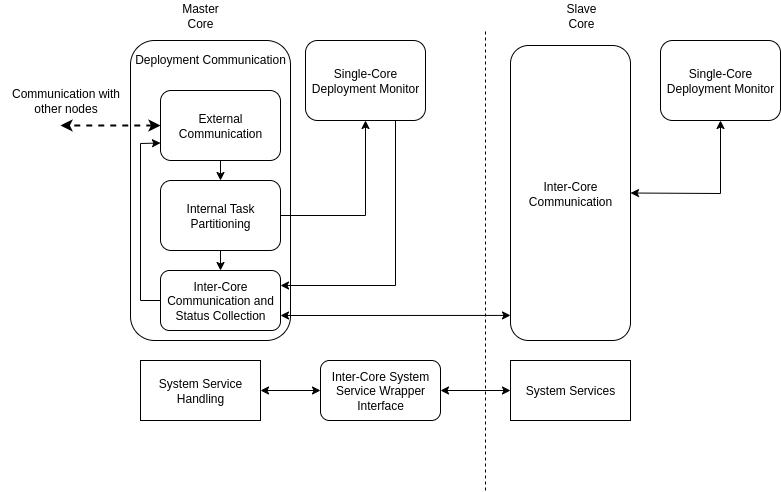 Master
Core
Slave
Core
Deployment Communication
Single-Core
Deployment Monitor
Single-Core
Deployment Monitor
Communication with
other nodes
External
Communication
Internal Task
Partitioning
Inter-Core
Communication
Inter-Core
Communication and
Status Collection
System Service
Handling
Inter-Core System
Service Wrapper
Interface
System Services